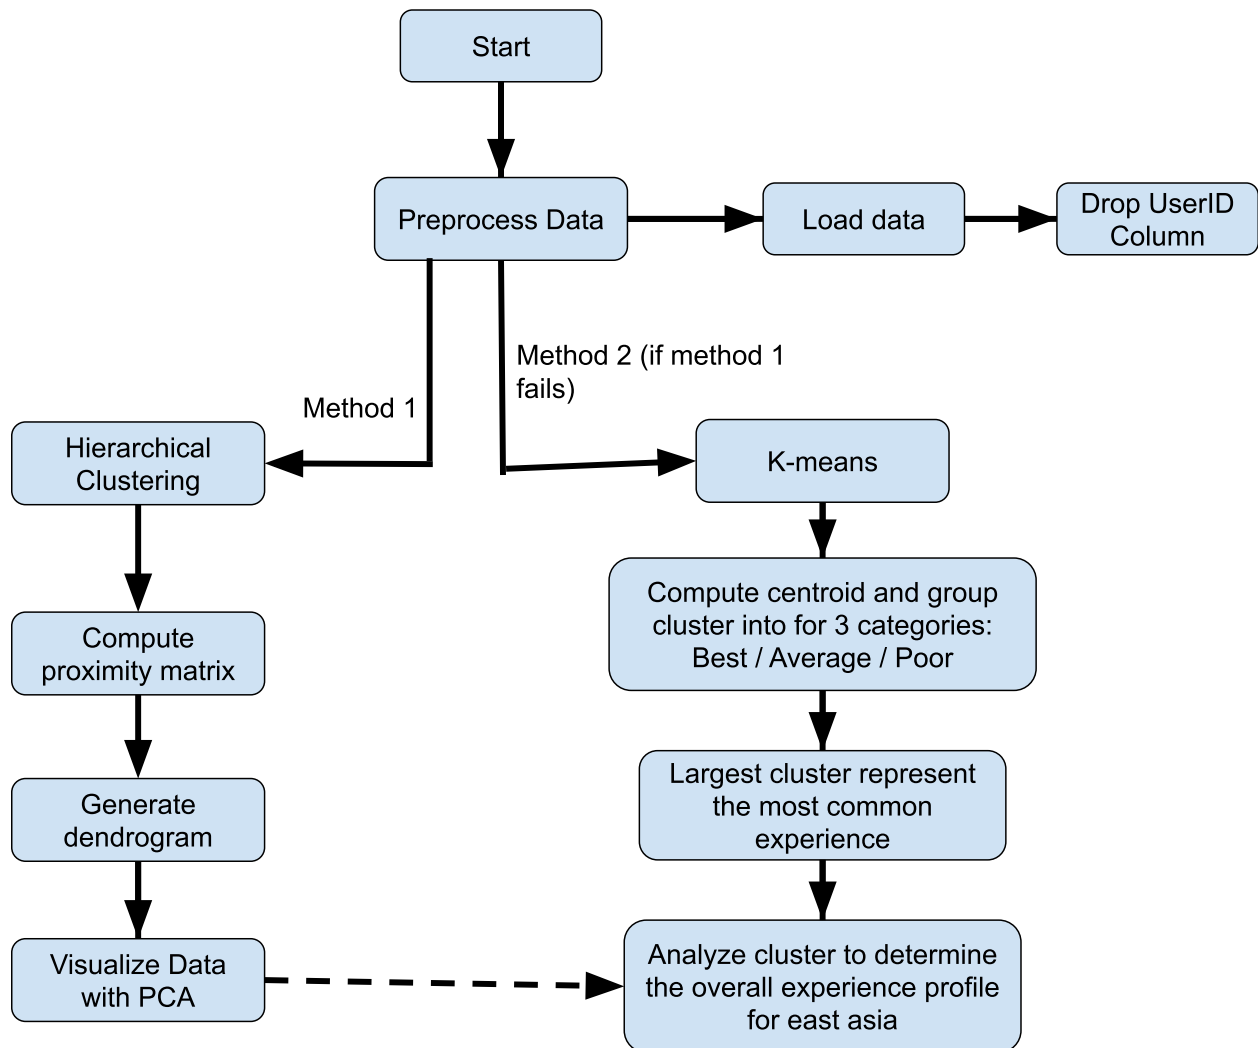 Start
Preprocess Data
Load data
Drop UserID
Column
Method 2 (if method 1
fails)
Method 1
Hierarchical
Clustering
K-means
Compute centroid and group
cluster into for 3 categories:
Best / Average / Poor
Compute
proximity matrix
Largest cluster represent
the most common
experience
Generate
dendrogram
Visualize Data
with PCA
Analyze cluster to determine
the overall experience profile
for east asia